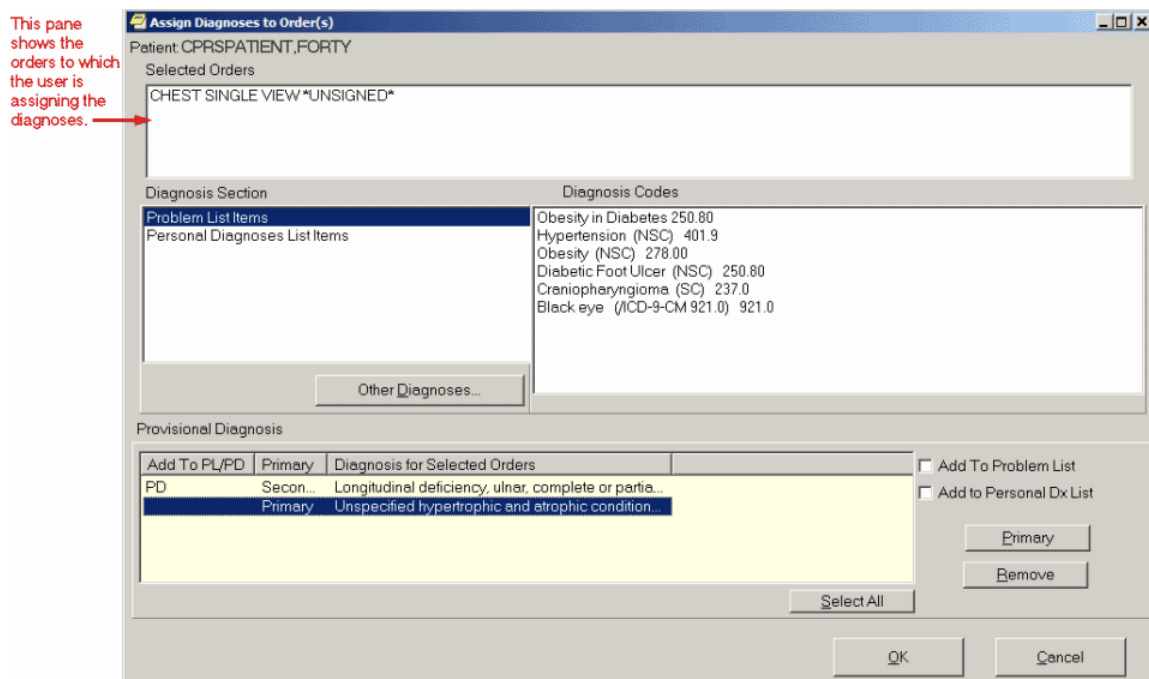 This pane
shows the
orders to which
the user is
assigning the
diagnoses.
Assign Diagnoses to Order(s)
Patient: CPRSPATIENT,FORTY
Selected Orders
CHEST SINGLE VIEW *UNSIGNED*
Diagnosis Section
Diagnosis Codes
Problem List Items
Personal Diagnoses List Items
Obesity in Diabetes 250.80
Hypertension (NSC) 401.9
Obesity (NSC) 278.00
Diabetic Foot Ulcer (NSC) 250.80
Craniopharyngioma (SC) 237.0
Black eye (/ICD-9-CM 921.0) 921.0
Other Diagnoses...
Provisional Diagnosis
Add To PL/PD Primary Diagnosis for Selected Orders
PD Secon... Longitudinal deficiency, ulnar, complete or partia...
Primary Unspecified hypertrophic and atrophic condition...
Add To Problem List
Add to Personal Dx List
Primary
Remove
Select All
OK Cancel